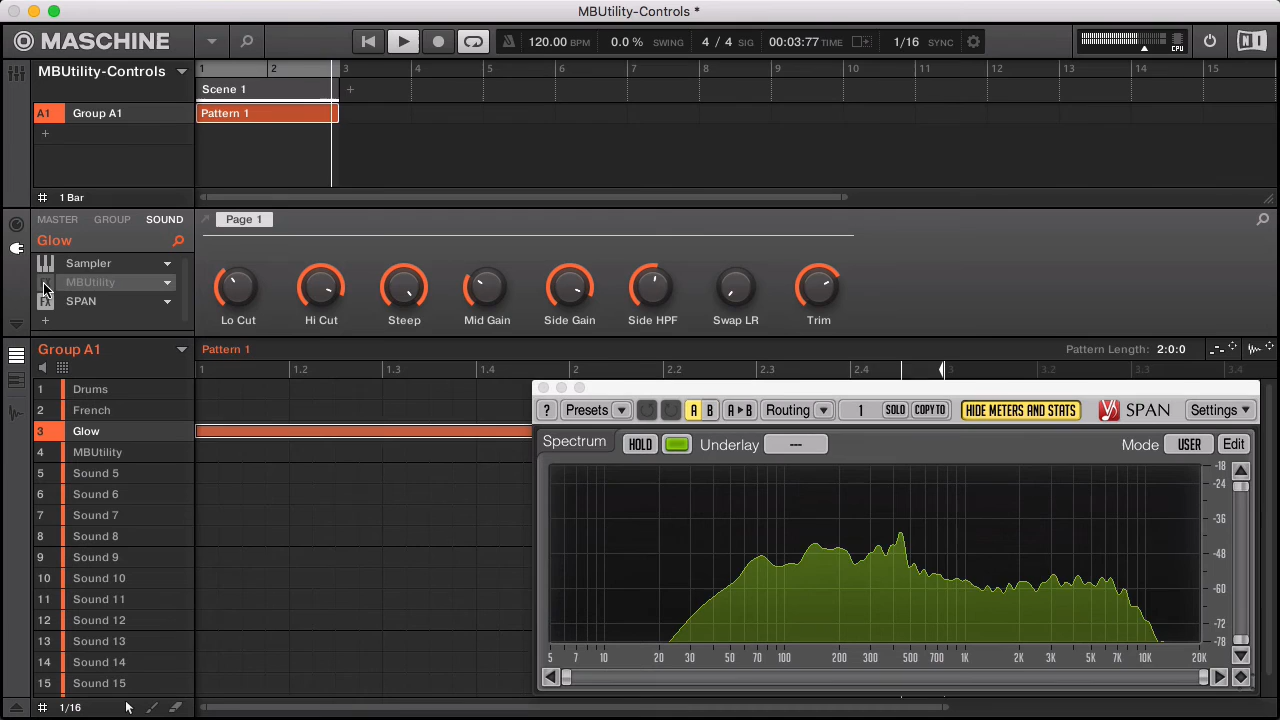 MBUtility-Controls *
MASCHINE
120.00 BPM
0.0 % SWING
4 / 4 SIG
00:03:77 TIME
1/16 SYNC
CPU
NI
MBUtility-Controls
1 2 3 4 5 6 7 8 9 10 11 12 13 14 15
Scene 1 +
A1 Group A1
Pattern 1
+
1 Bar
MASTER GROUP SOUND
Page 1
Glow
Sampler
MBUtility
SPAN
+
Lo Cut
Hi Cut
Steep
Mid Gain
Side Gain
Side HPF
Swap LR
Trim
Group A1
Pattern 1
Pattern Length: 2:0:0
1 1.2 1.3 1.4 2 2.2 2.3 2.4 3 3.2 3.3 3.4
1 Drums
2 French
3 Glow
4 MBUtility
5 Sound 5
6 Sound 6
7 Sound 7
8 Sound 8
9 Sound 9
10 Sound 10
11 Sound 11
12 Sound 12
13 Sound 13
14 Sound 14
15 Sound 15
1/16
? Presets A B A▸B Routing 1 SOLO COPY TO HIDE METERS AND STATS SPAN Settings
Spectrum HOLD Underlay --- Mode USER Edit
-18
-24
-36
-48
-60
-72
-78
5 7 10 20 30 50 70 100 200 300 500 700 1K 2K 3K 5K 7K 10K 20K